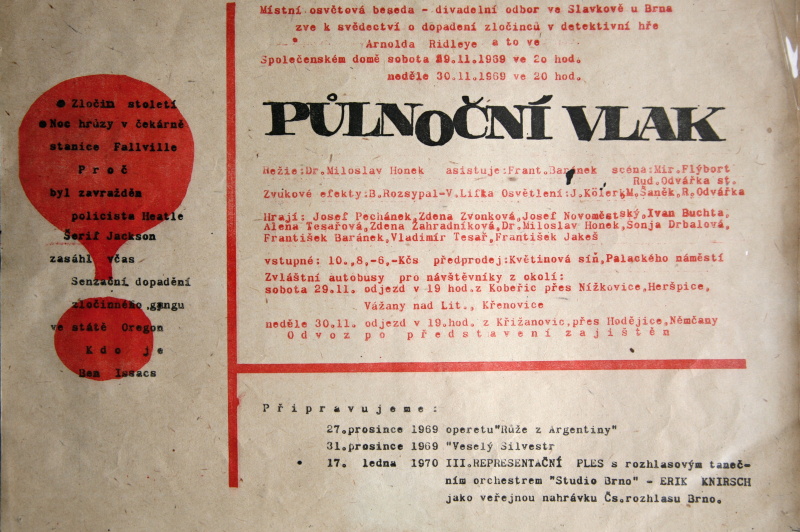 Místní osvětová beseda - divadelní odbor ve Slavkově u Brna
zve k svědectví o dopadení zločinců v detektivní hře
Arnolda Ridleye a to ve
Společenském domě sobota 29.11.1969 ve 2o hod.
neděle 30.11.1969 ve 20 hod.
PŮLNOČNÍ VLAK
Režie:Dr.Miloslav Honek asistuje:Frant.Baránek scéna:Mir.Flýbort
Rud.Odvářka st.
Zvukové efekty:B.Rozsypal-V.Lifka Osvětlení:J.Kolerk,M.Šaněk,R.Odvářka
Hrají: Josef Pechánek,Zdena Zvonková,Josef Novoměstský,Ivan Buchta,
Alena Tesařová,Zdena Zahradníková,Dr.Miloslav Honek,Sonja Drbalová,
František Baránek,Vladimír Tesař,František Jakeš
vstupné: 10.,8,-6,-Kčs předprodej:Květinová síň,Palackého náměstí
Zvláštní autobusy pro návštěvníky z okolí:
sobota 29.11. odjezd v 19 hod.z Kobeřic přes Nížkovice,Heršpice,
Vážany nad Lit., Křenovice
neděle 30.11. odjezd v 19.hod. z Křižanovic,přes Hodějice,Němčany
Odvoz po představení zajištěn
● Zločin století
● Noc hrůzy v čekárně
stanice Fallville
Proč
byl zavražděn
policista Heatle
Šerif Jackson
zasáhl včas
Senzační dopadení
zločinného gangu
ve státě Oregon
Kdo je
Ben Issacs
Připravujeme:
27.prosince 1969 operetu"Růže z Argentiny"
31.prosince 1969 "Veselý Silvestr
17. ledna 1970 III.REPRESENTAČNÍ PLES s rozhlasovým taneč-
ním orchestrem "Studio Brno" - ERIK KNIRSCH
jako veřejnou nahrávku Čs.rozhlasu Brno.